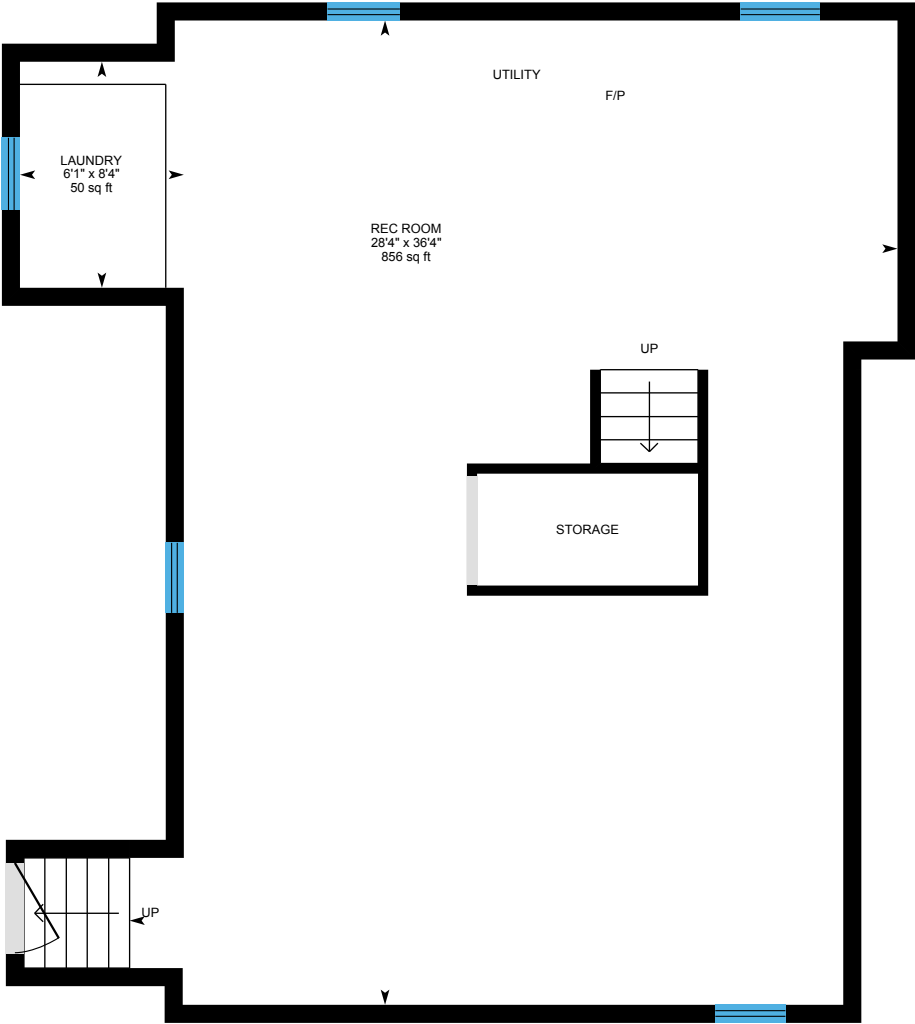 UTILITY
F/P
LAUNDRY
6'1" x 8'4"
50 sq ft
REC ROOM
28'4" x 36'4"
856 sq ft
UP
STORAGE
UP